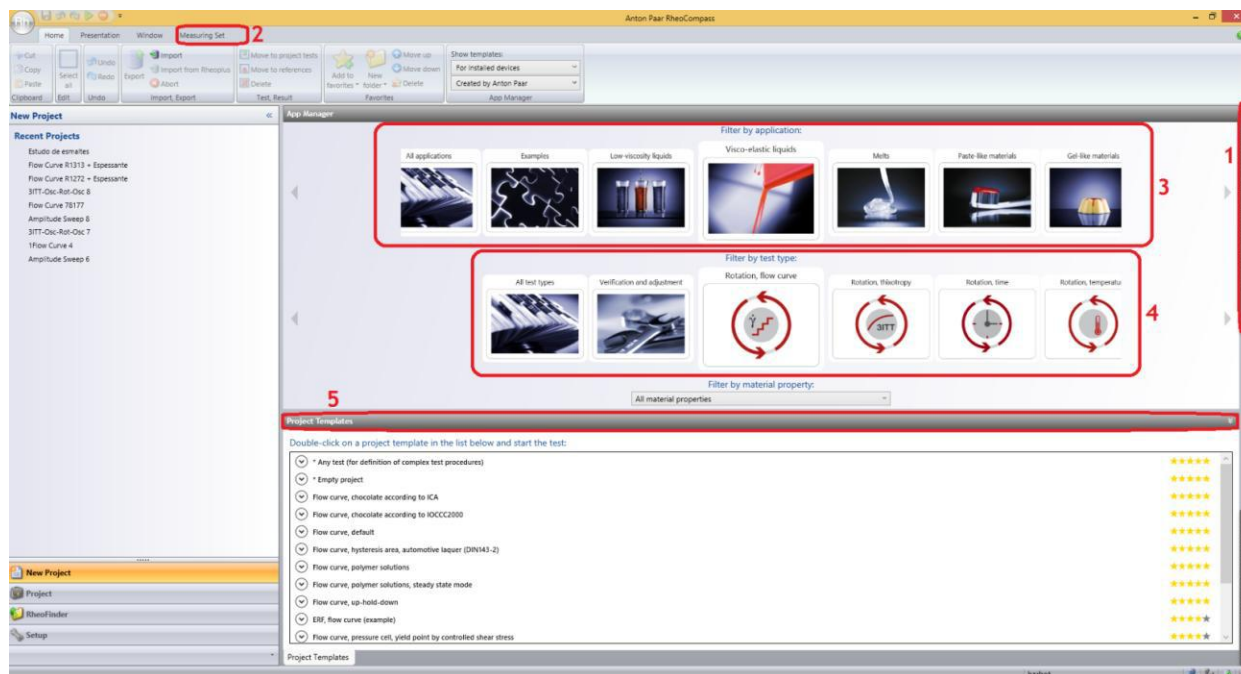 Anton Paar RheoCompass
Home Presentation Window Measuring Set 2
Cut
Copy
Paste
Clipboard
Select all
Edit
Undo
Redo
Undo
Export
Import
Import from Rheoplus
Abort
Import, Export
Move to project tests
Move to references
Delete
Test, Result
Add to favorites
New folder
Move up
Move down
Delete
Favorites
Show templates:
For installed devices
Created by Anton Paar
App Manager
New Project
Recent Projects
Estudo de esmaltes
Flow Curve R1313 + Espessante
Flow Curve R1272 + Espessante
3ITT-Osc-Rot-Osc 8
Flow Curve 78177
Amplitude Sweep 8
3ITT-Osc-Rot-Osc 7
1Flow Curve 4
Amplitude Sweep 6
New Project
Project
RheoFinder
Setup
App Manager
Filter by application:
All applications Examples Low-viscosity liquids Visco-elastic liquids Melts Paste-like materials Gel-like materials
1
3
Filter by test type:
All test types Verification and adjustment Rotation, flow curve Rotation, thixotropy Rotation, time Rotation, temperatu
3ITT
4
Filter by material property:
All material properties
5
Project Templates
Double-click on a project template in the list below and start the test:
* Any test (for definition of complex test procedures)
* Empty project
Flow curve, chocolate according to ICA
Flow curve, chocolate according to IOCCC2000
Flow curve, default
Flow curve, hysteresis area, automotive laquer (DIN143-2)
Flow curve, polymer solutions
Flow curve, polymer solutions, steady state mode
Flow curve, up-hold-down
ERF, flow curve (example)
Flow curve, pressure cell, yield point by controlled shear stress
Project Templates